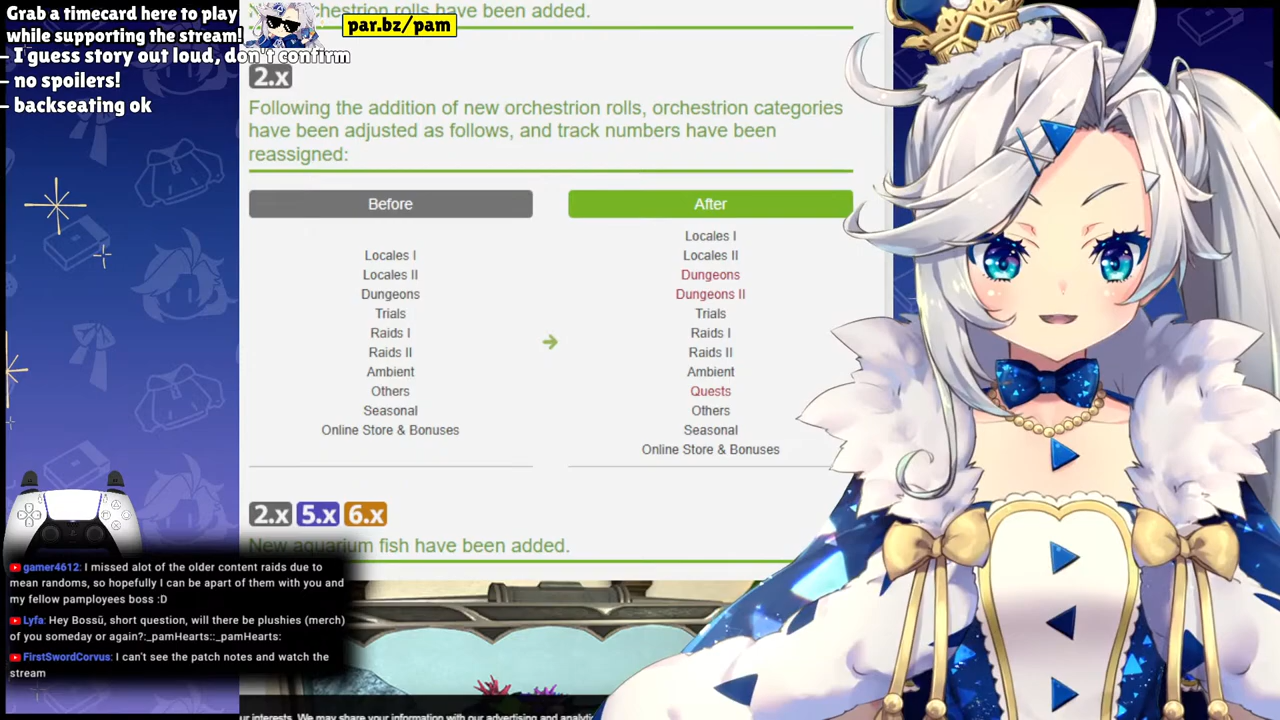 Grab a timecard here to play
while supporting the stream!
– I guess story out loud, don't confirm
– no spoilers!
– backseating ok
par.bz/pam
rolls have been added.
2.x
Following the addition of new orchestrion rolls, orchestrion categories
have been adjusted as follows, and track numbers have been
reassigned:
Before
After
Locales I
Locales II
Dungeons
Trials
Raids I
Raids II
Ambient
Others
Seasonal
Online Store & Bonuses
Locales I
Locales II
Dungeons
Dungeons II
Trials
Raids I
Raids II
Ambient
Quests
Others
Seasonal
Online Store & Bonuses
2.x 5.x 6.x
New aquarium fish have been added.
gamer4612: I missed alot of the older content raids due to
mean randoms, so hopefully I can be apart of them with you and
my fellow pamployees boss :D
Lyfa: Hey Bossü, short question, will there be plushies (merch)
of you someday or again?:_pamHearts::_pamHearts:
FirstSwordCorvus: I can't see the patch notes and watch the
stream
ur interests. We may share your information with our advertising and